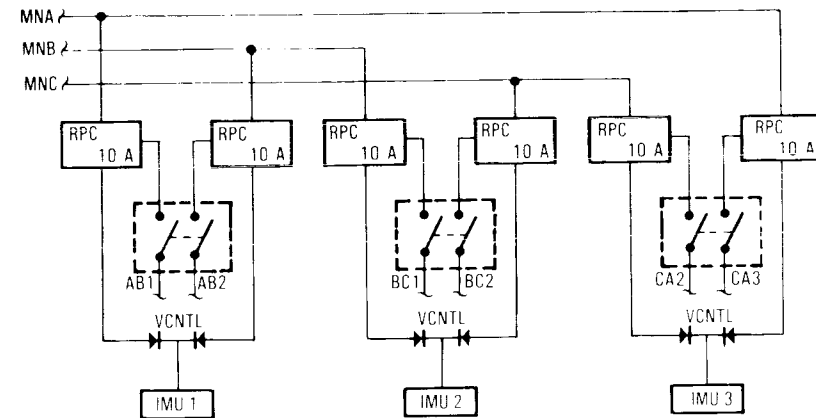 MNA
MNB
MNC
RPC 10 A
RPC 10 A
RPC 10 A
RPC 10 A
RPC 10 A
RPC 10 A
AB1 AB2
BC1 BC2
CA2 CA3
VCNTL
VCNTL
VCNTL
IMU 1
IMU 2
IMU 3